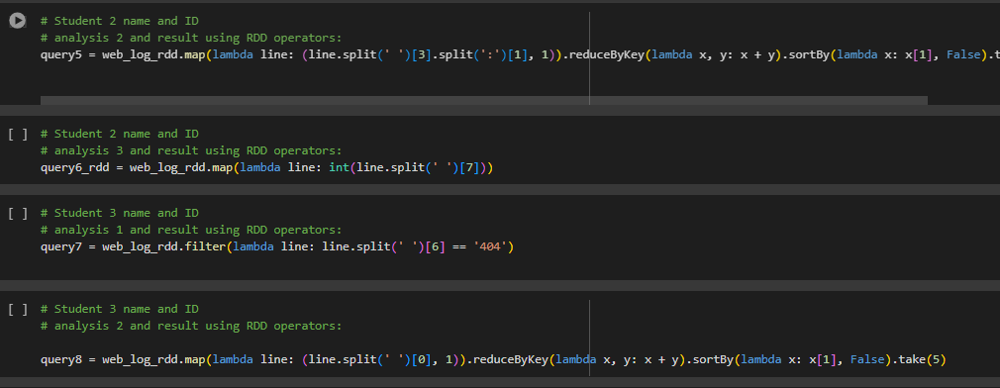 # Student 2 name and ID
# analysis 2 and result using RDD operators:
query5 = web_log_rdd.map(lambda line: (line.split(' ')[3].split(':')[1], 1)).reduceByKey(lambda x, y: x + y).sortBy(lambda x: x[1], False).t
[ ] # Student 2 name and ID
# analysis 3 and result using RDD operators:
query6_rdd = web_log_rdd.map(lambda line: int(line.split(' ')[7]))
[ ] # Student 3 name and ID
# analysis 1 and result using RDD operators:
query7 = web_log_rdd.filter(lambda line: line.split(' ')[6] == '404')
[ ] # Student 3 name and ID
# analysis 2 and result using RDD operators:
query8 = web_log_rdd.map(lambda line: (line.split(' ')[0], 1)).reduceByKey(lambda x, y: x + y).sortBy(lambda x: x[1], False).take(5)